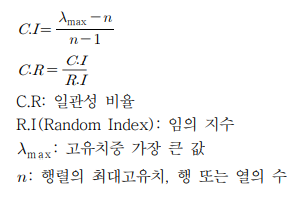 C.I = (λmax − n) / (n − 1)
C.R = C.I / R.I
C.R: 일관성 비율
R.I(Random Index): 임의 지수
λmax: 고유치중 가장 큰 값
n: 행렬의 최대고유치, 행 또는 열의 수